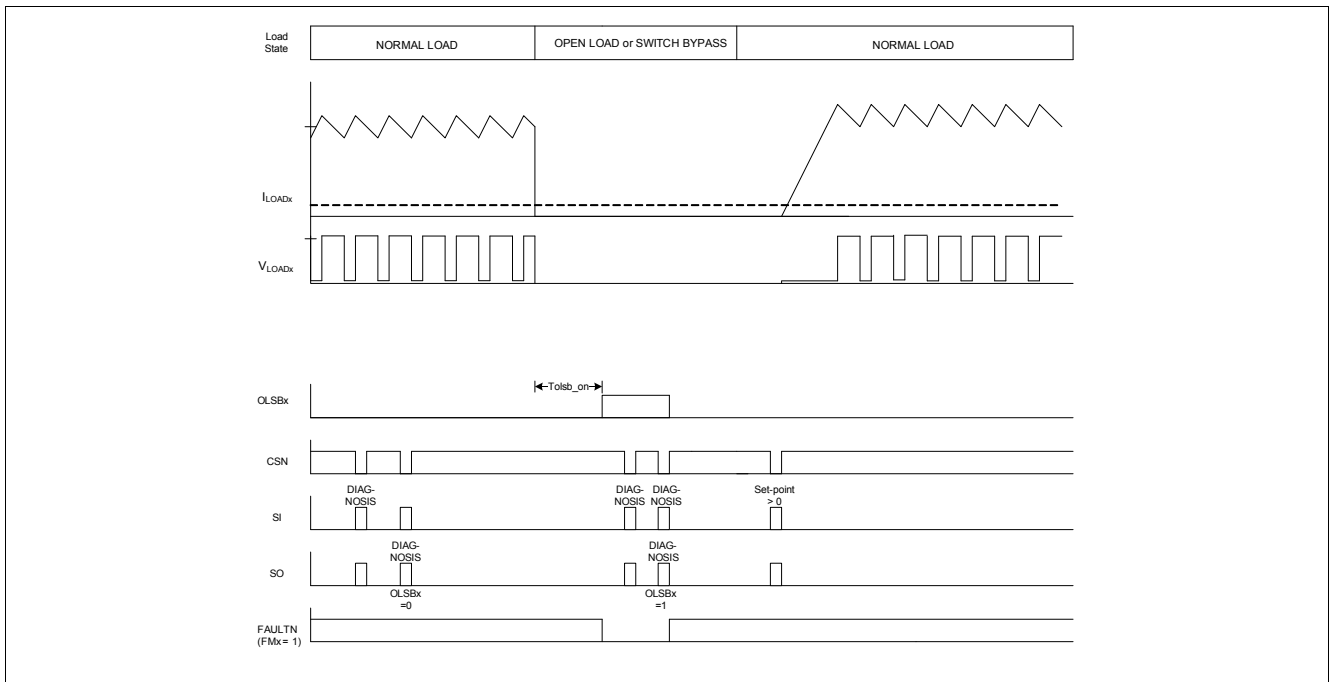 Load
State
NORMAL LOAD
OPEN LOAD or SWITCH BYPASS
NORMAL LOAD
ILOADx
VLOADx
Tolsb_on
OLSBx
CSN
DIAG-
NOSIS
DIAG-
NOSIS
DIAG-
NOSIS
Set-point
> 0
SI
DIAG-
NOSIS
DIAG-
NOSIS
SO
OLSBx
=0
OLSBx
=1
FAULTN
(FMx= 1)